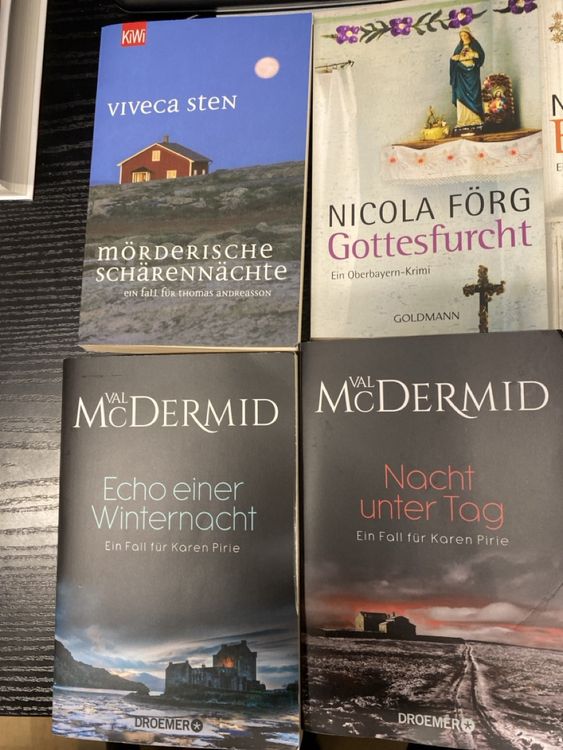 KiWi
VIVECA STEN
MÖRDERISCHE
SCHÄRENNÄCHTE
EIN FALL FÜR THOMAS ANDREASSON
NICOLA FÖRG
Gottesfurcht
Ein Oberbayern-Krimi
GOLDMANN
VAL
McDERMID
Echo einer
Winternacht
Ein Fall für Karen Pirie
DROEMER
VAL
McDERMID
Nacht
unter Tag
Ein Fall für Karen Pirie
DROEMER